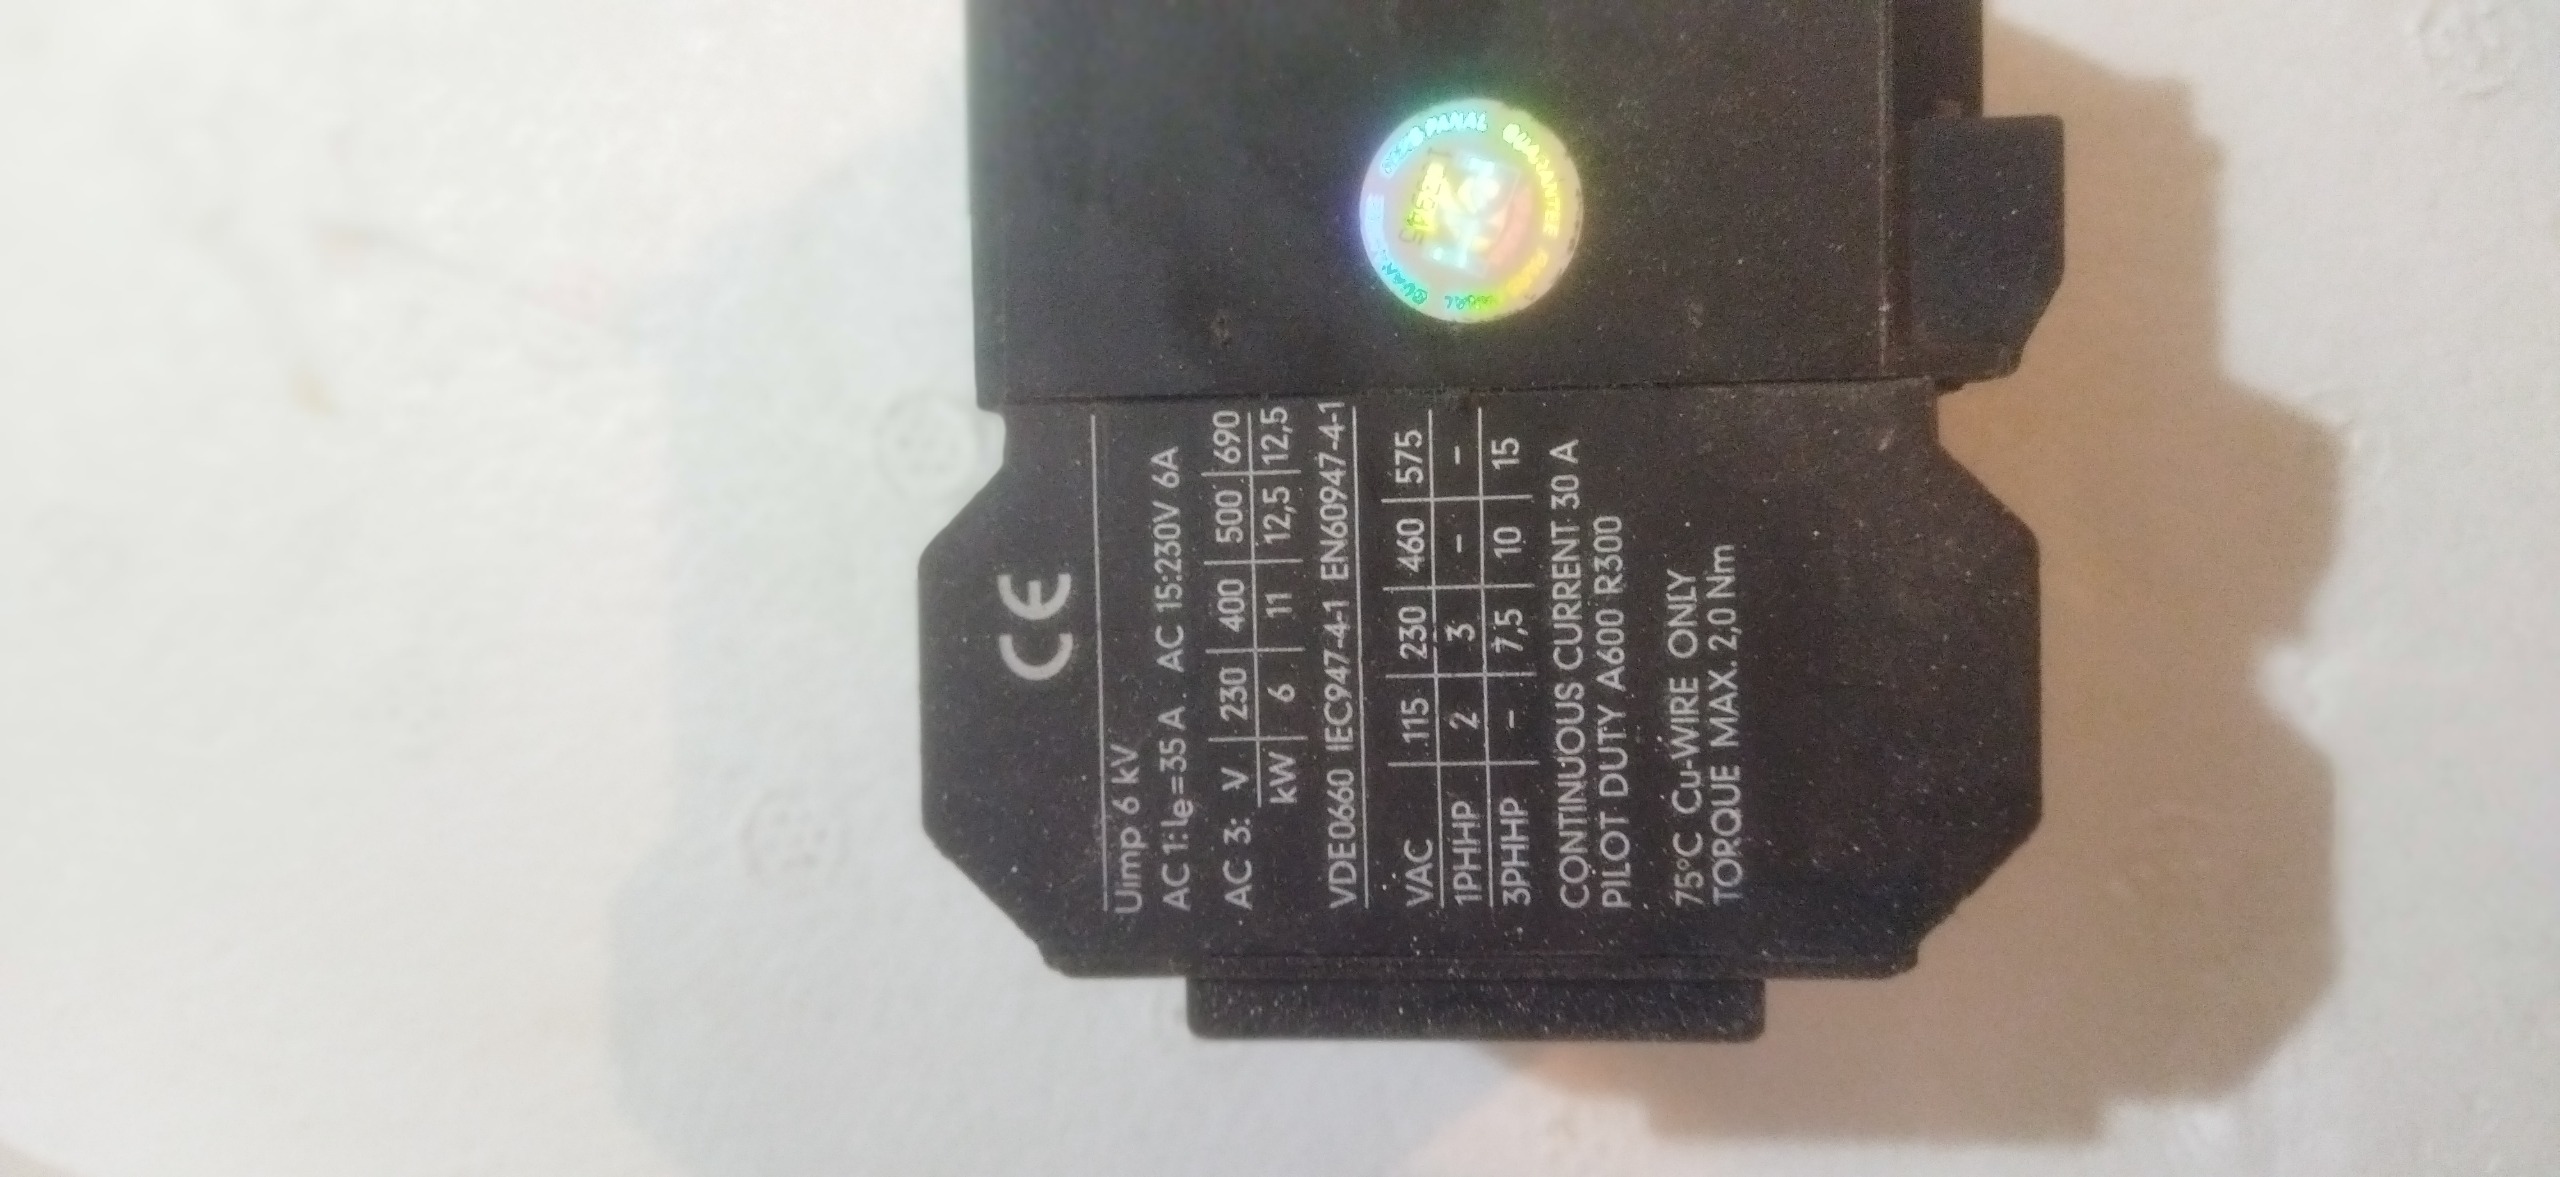 CE
Uimp 6 kV
AC 1:Ie=35 A AC 15:230V 6A
AC 3: V 230 400 500 690
kW 6 11 12,5 12,5
VDE0660 IEC947-4-1 EN60947-4-1
VAC 115 230 460 575
1PHHP 2 3 - -
3PHHP - 7,5 10 15
CONTINUOUS CURRENT 30 A
PILOT DUTY A600 R300
75°C Cu-WIRE ONLY
TORQUE MAX. 2,0 Nm
PANAL GUARANTEE